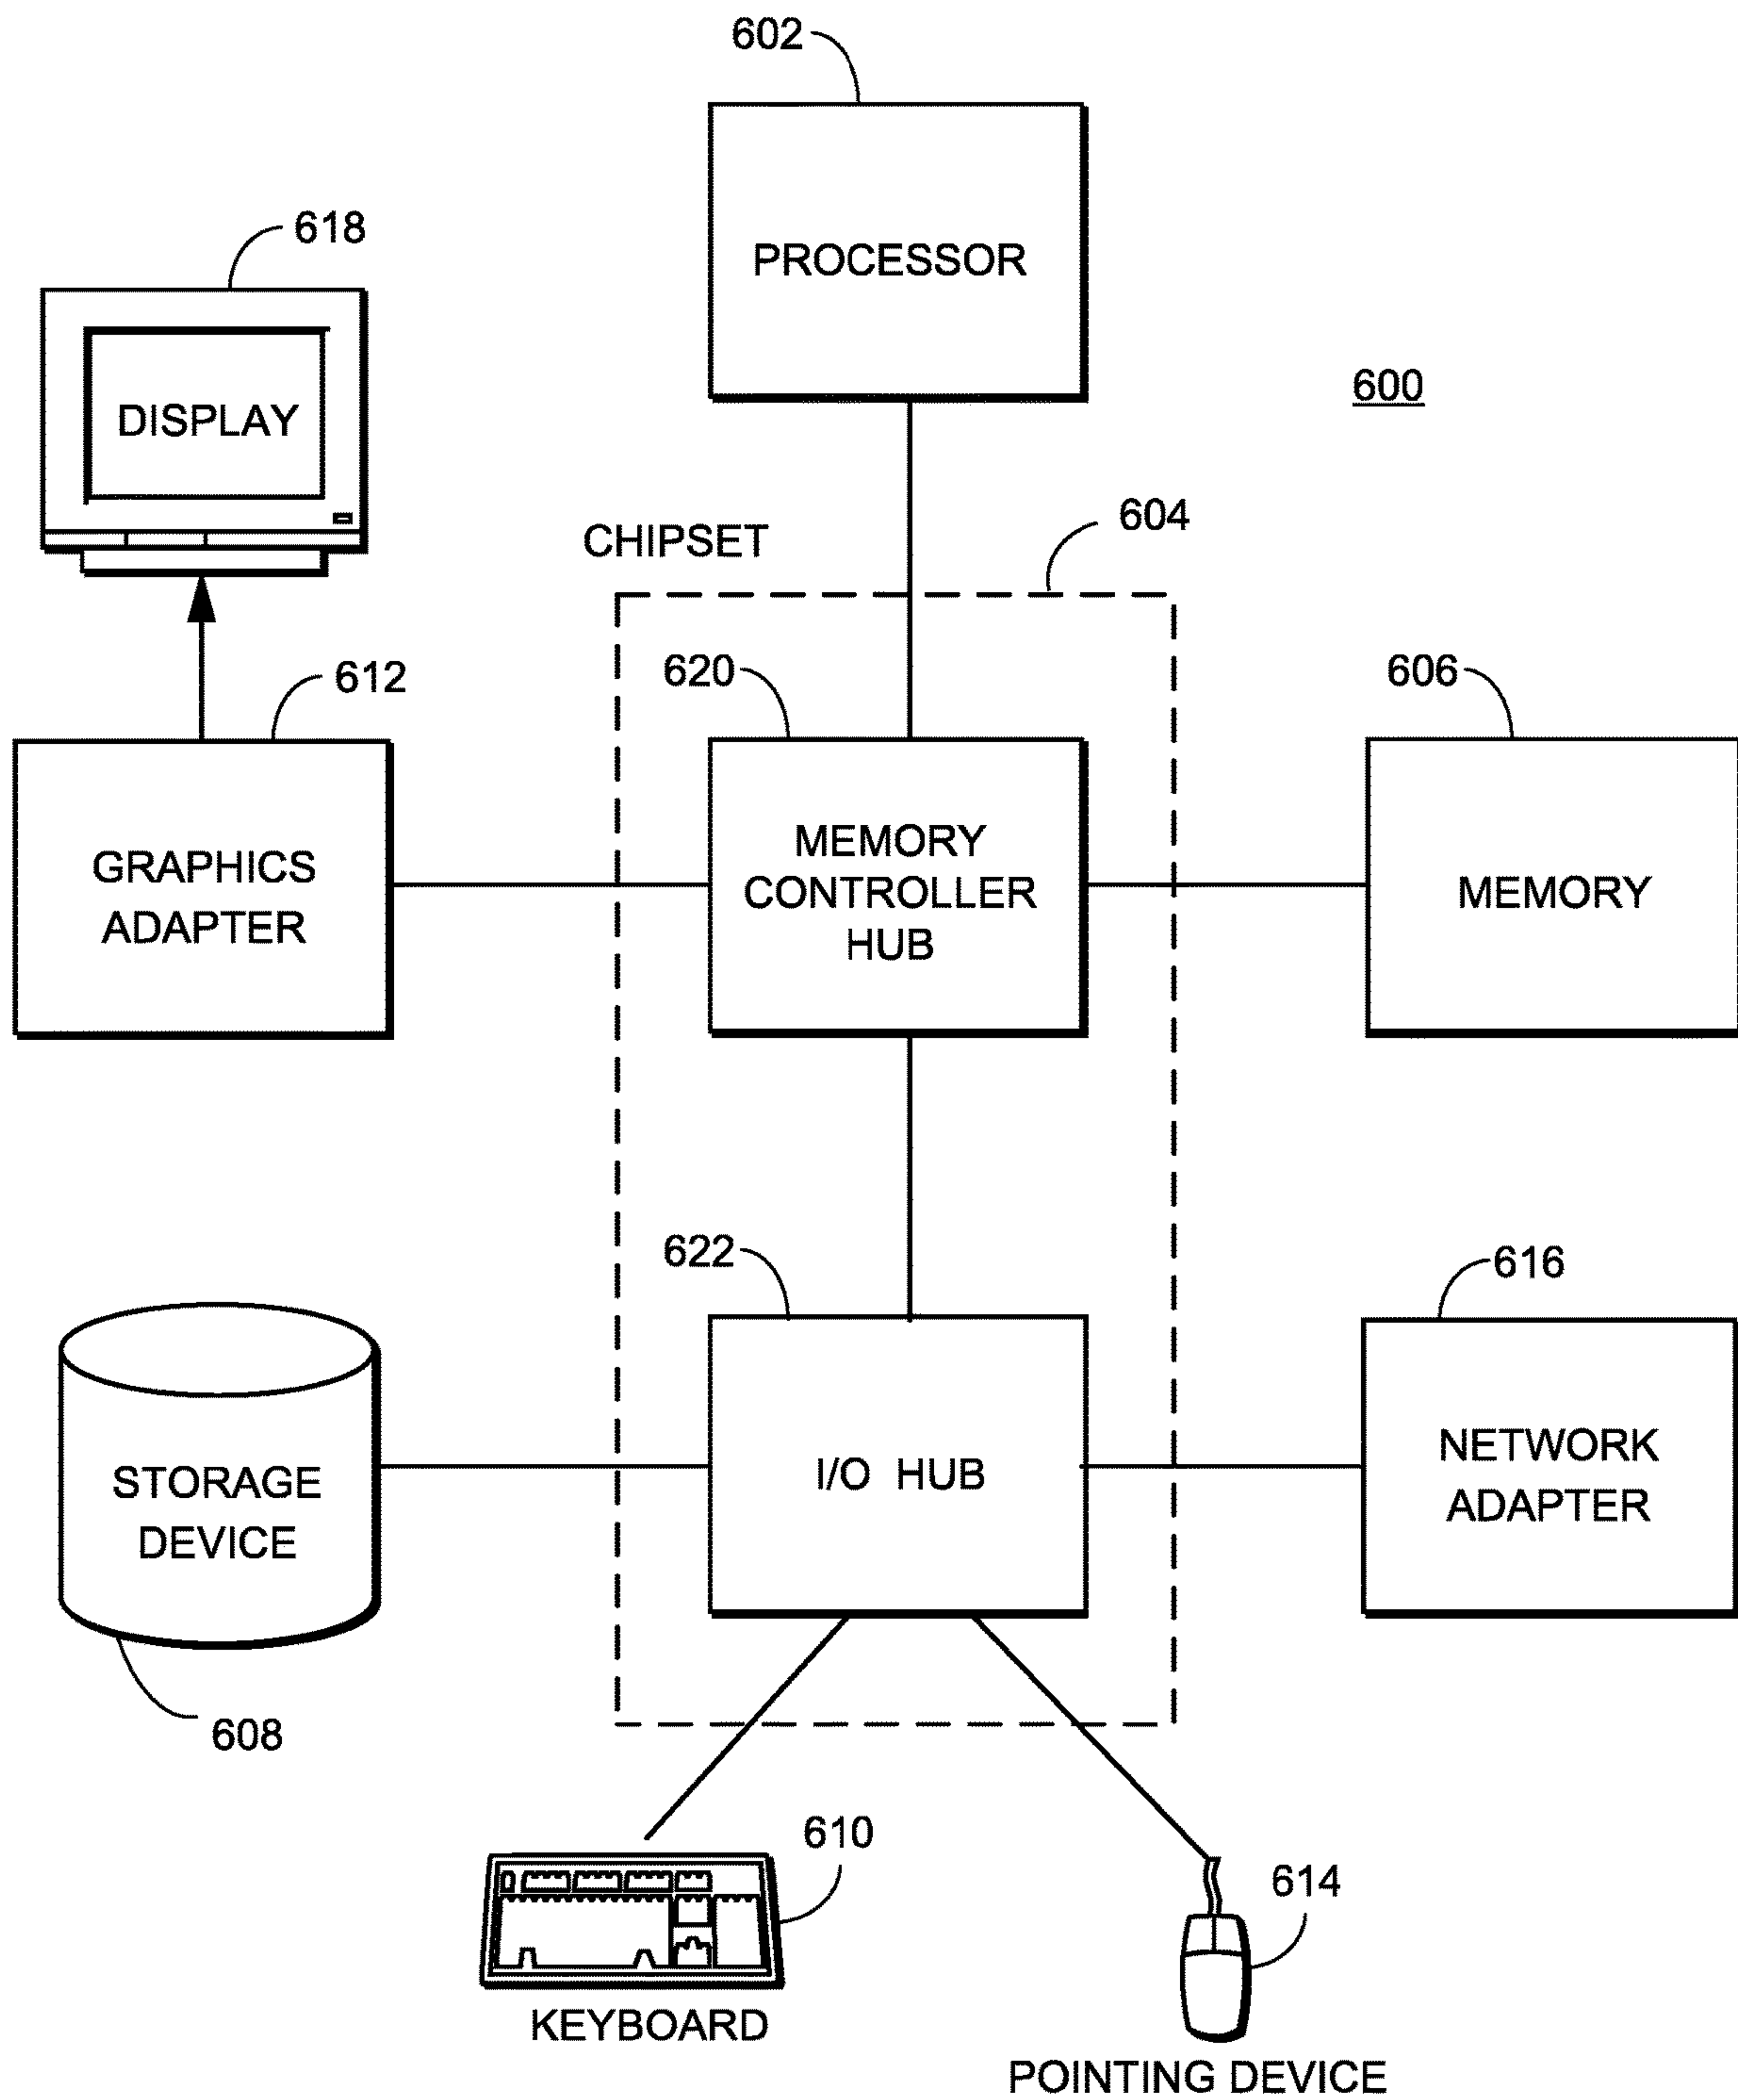 602
PROCESSOR
618
DISPLAY
600
CHIPSET
604
612
620
606
GRAPHICS
ADAPTER
MEMORY
CONTROLLER
HUB
MEMORY
622
616
STORAGE
DEVICE
I/O HUB
NETWORK
ADAPTER
608
610
KEYBOARD
614
POINTING DEVICE